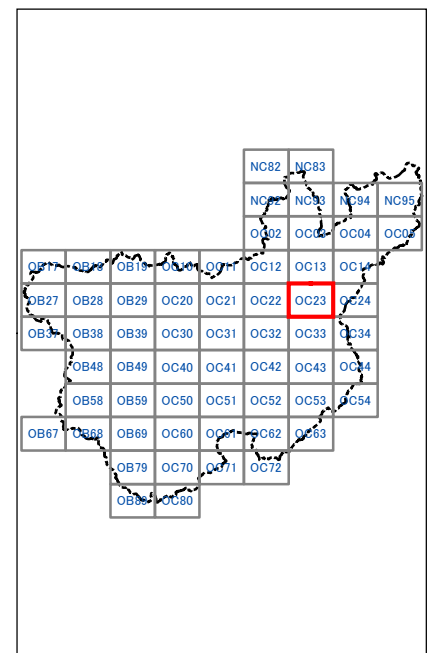 NC82 NC83
NC92 NC93 NC94 NC95
OC02 OC03 OC04 OC05
OB17 OB18 OB19 OC10 OC11 OC12 OC13 OC14
OB27 OB28 OB29 OC20 OC21 OC22 OC23 OC24
OB37 OB38 OB39 OC30 OC31 OC32 OC33 OC34
OB48 OB49 OC40 OC41 OC42 OC43 OC44
OB58 OB59 OC50 OC51 OC52 OC53 OC54
OB67 OB68 OB69 OC60 OC61 OC62 OC63
OB79 OC70 OC71 OC72
OB89 OC80